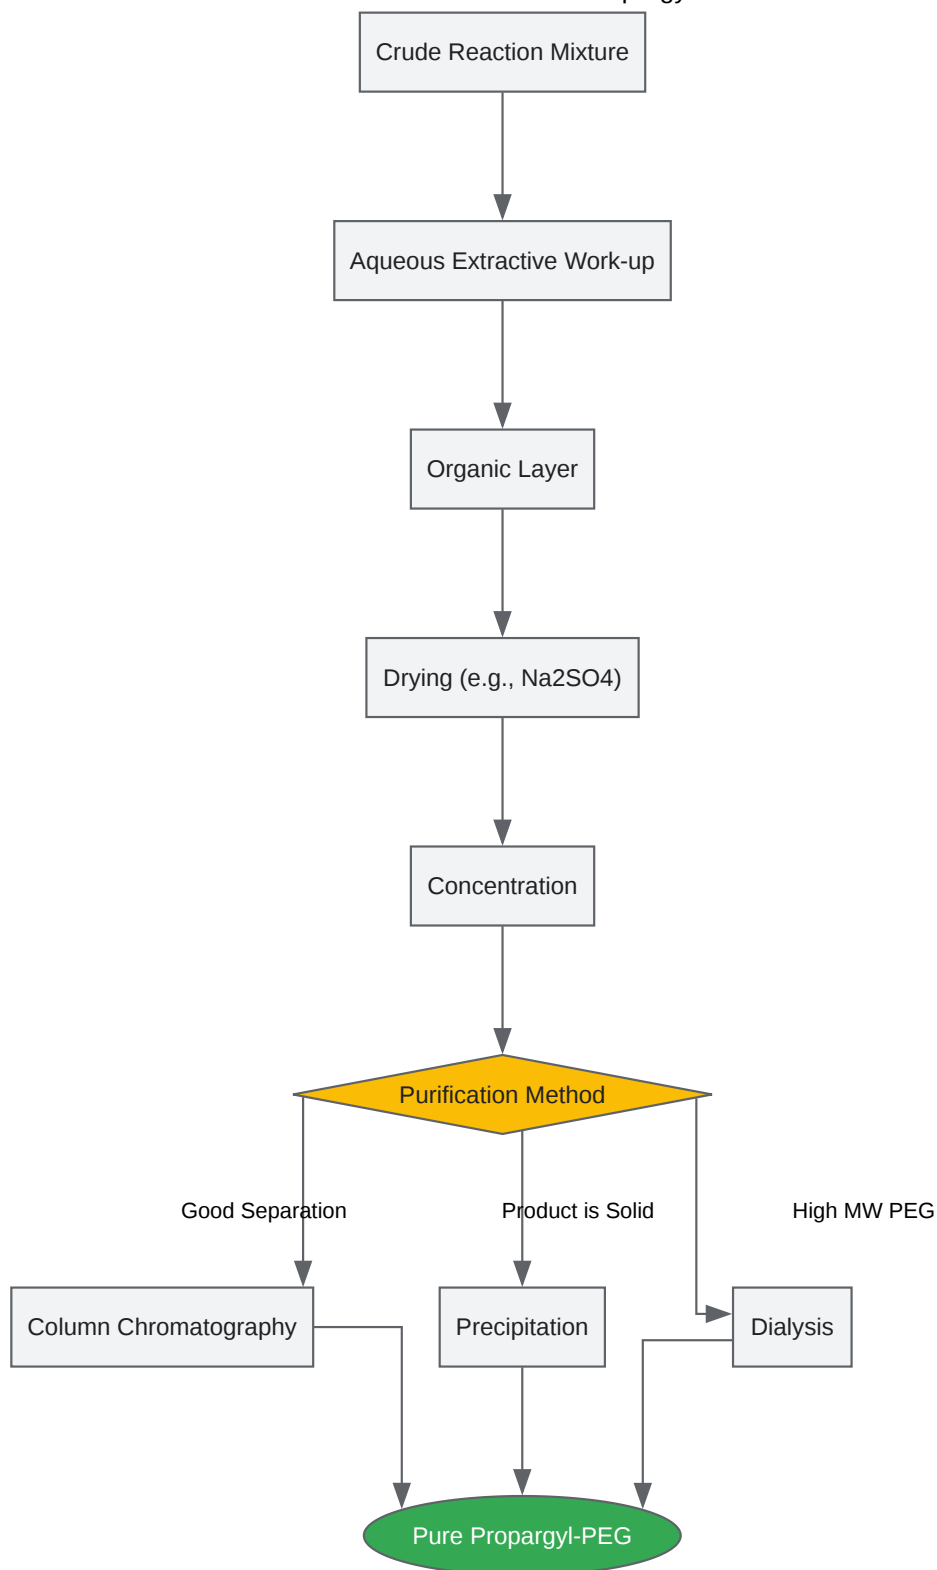 Crude Reaction Mixture
Aqueous Extractive Work-up
Organic Layer
Drying (e.g., Na2SO4)
Concentration
Purification Method
Good Separation
Product is Solid
High MW PEG
Column Chromatography
Precipitation
Dialysis
Pure Propargyl-PEG